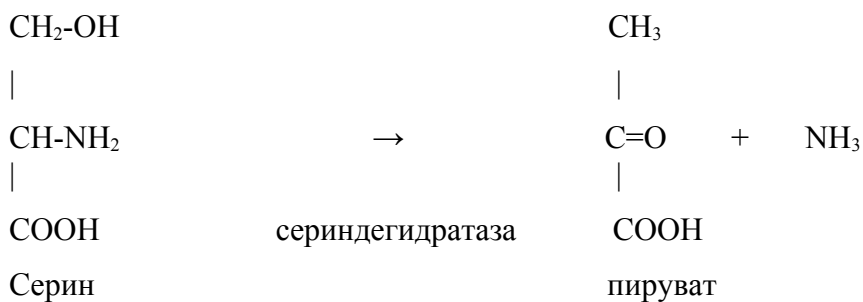 CH₂-OH CH₃
| |
CH-NH₂ → C=O + NH₃
| |
COOH сериндегидратаза COOH
Серин пируват